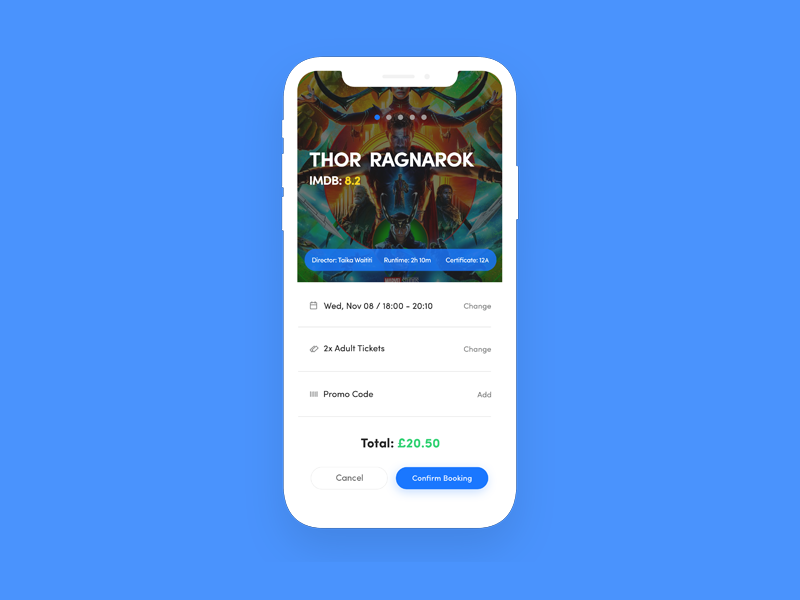 THOR RAGNAROK
IMDB: 8.2
Director: Taika Waititi Runtime: 2h 10m Certificate: 12A
Wed, Nov 08 / 18:00 - 20:10 Change
2x Adult Tickets Change
Promo Code Add
Total: £20.50
Cancel Confirm Booking